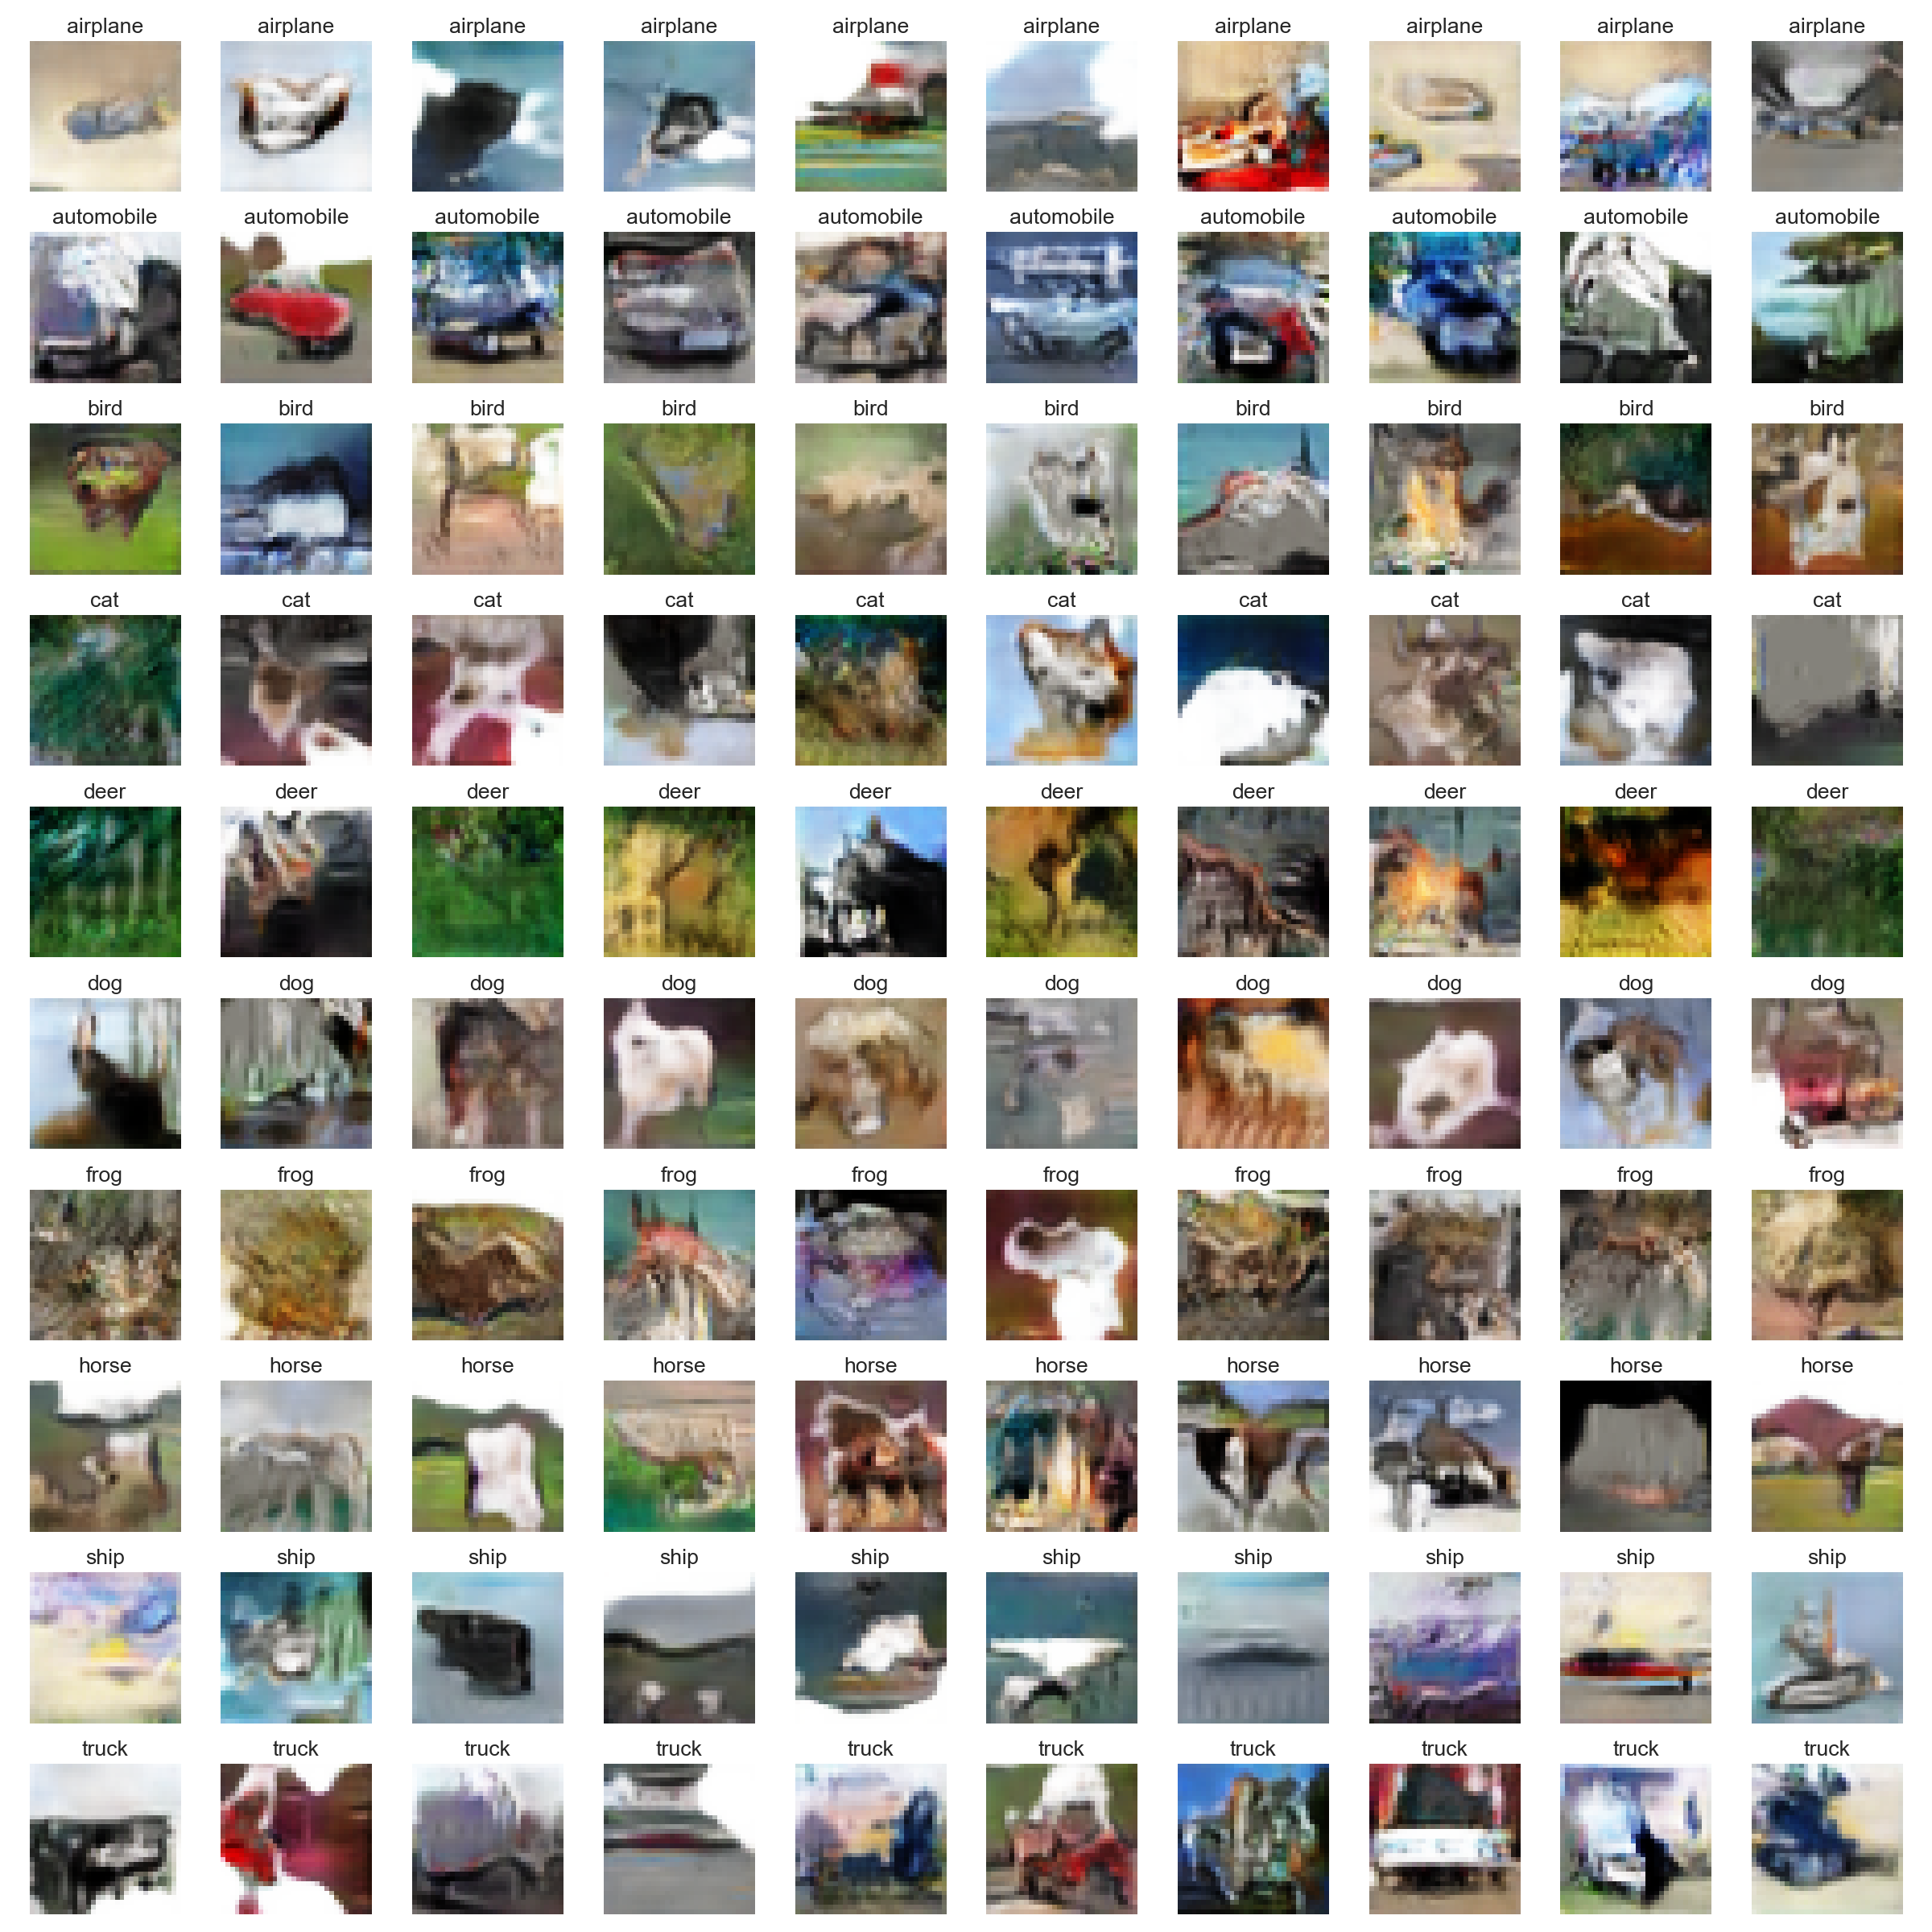 airplane airplane airplane airplane airplane airplane airplane airplane airplane airplane
automobile automobile automobile automobile automobile automobile automobile automobile automobile automobile
bird bird bird bird bird bird bird bird bird bird
cat cat cat cat cat cat cat cat cat cat
deer deer deer deer deer deer deer deer deer deer
dog dog dog dog dog dog dog dog dog dog
frog frog frog frog frog frog frog frog frog frog
horse horse horse horse horse horse horse horse horse horse
ship ship ship ship ship ship ship ship ship ship
truck truck truck truck truck truck truck truck truck truck